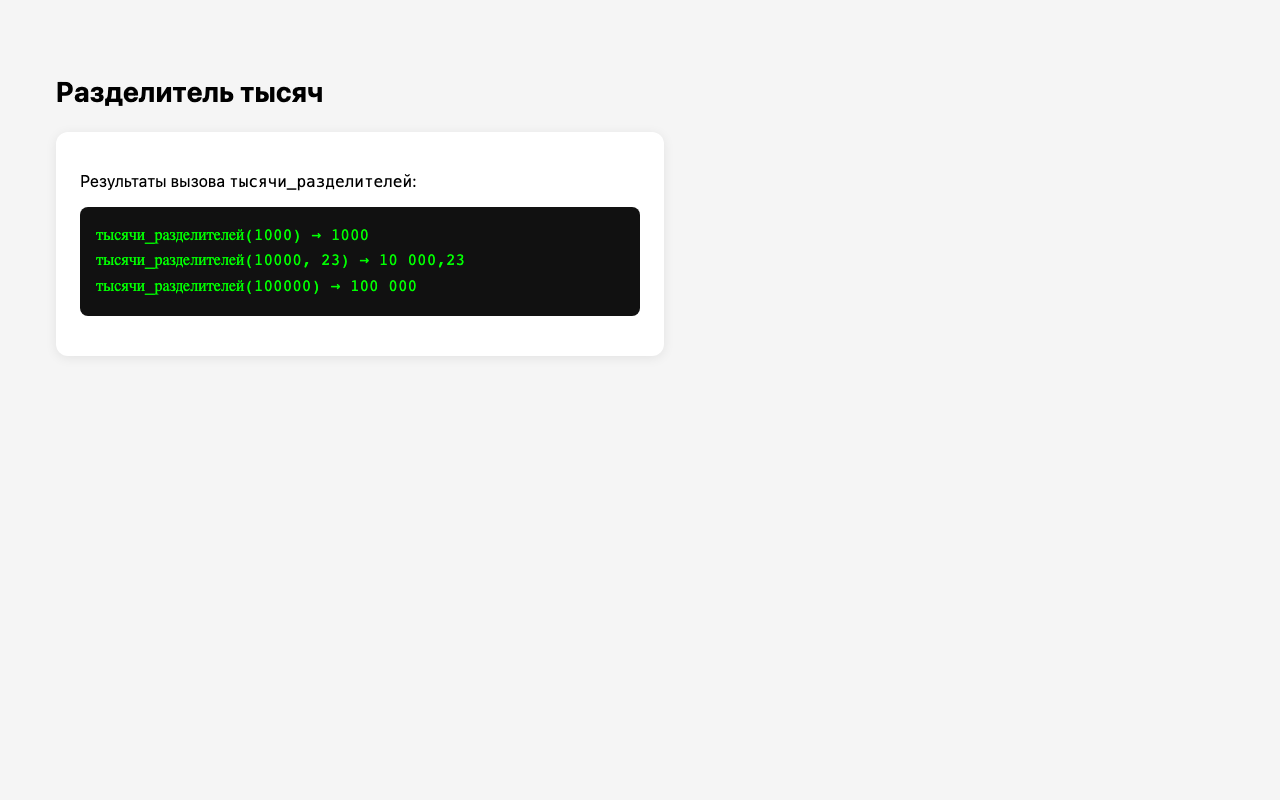 Разделитель тысяч
Результаты вызова тысячи_разделителей:
тысячи_разделителей(1000) → 1000
тысячи_разделителей(10000, 23) → 10 000,23
тысячи_разделителей(100000) → 100 000